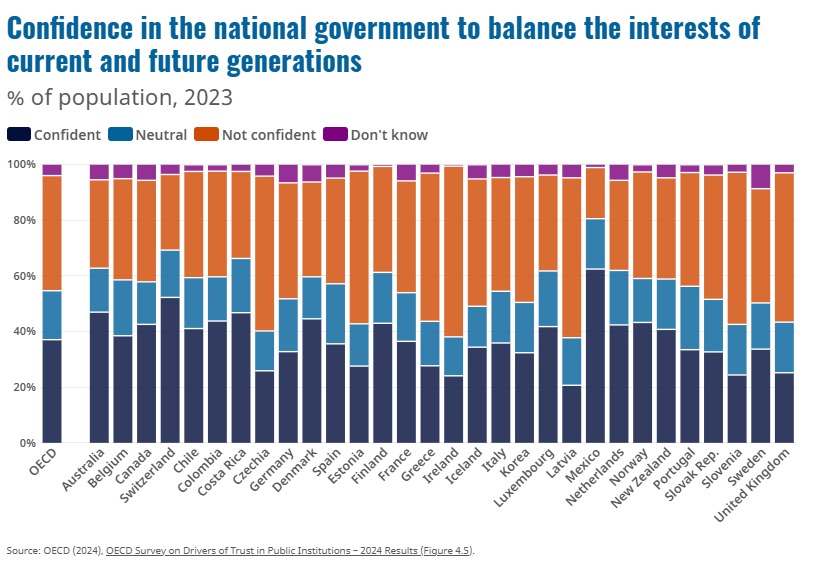 Confidence in the national government to balance the interests of
current and future generations
% of population, 2023
Confident Neutral Not confident Don't know
100%
80%
60%
40%
20%
0%
OECD
Australia
Belgium
Canada
Switzerland
Chile
Colombia
Costa Rica
Czechia
Germany
Denmark
Spain
Estonia
Finland
France
Greece
Ireland
Iceland
Italy
Korea
Luxembourg
Latvia
Mexico
Netherlands
Norway
New Zealand
Portugal
Slovak Rep.
Slovenia
Sweden
United Kingdom
Source: OECD (2024), OECD Survey on Drivers of Trust in Public Institutions − 2024 Results (Figure 4.5).